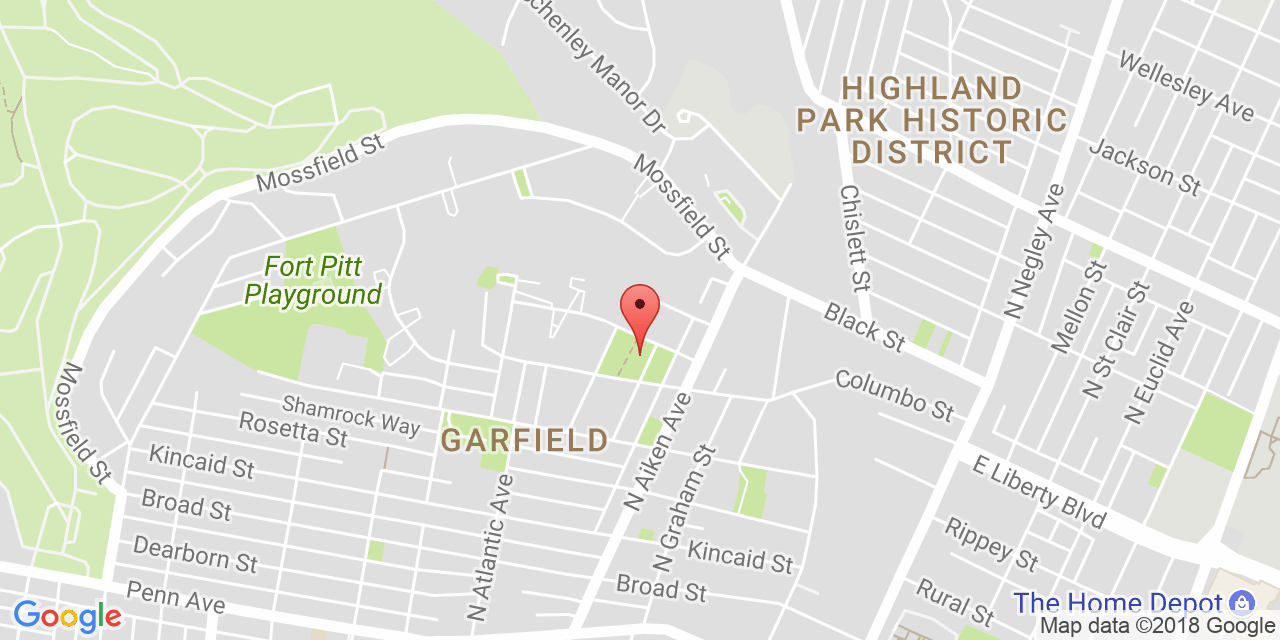 chenley Manor Dr
HIGHLAND
PARK HISTORIC
DISTRICT
Wellesley Ave
Jackson St
Mossfield St
Mossfield St
Chislett St
N Negley Ave
Fort Pitt
Playground
Mellon St
N St Clair St
N Euclid Ave
Black St
Mossfield St
Columbo St
Shamrock Way
Rosetta St
GARFIELD
N Aiken Ave
N Graham St
Kincaid St
Broad St
N Atlantic Ave
E Liberty Blvd
Dearborn St
Kincaid St
Rippey St
Penn Ave
Broad St
Rural St
The Home Depot
Google
Map data ©2018 Google